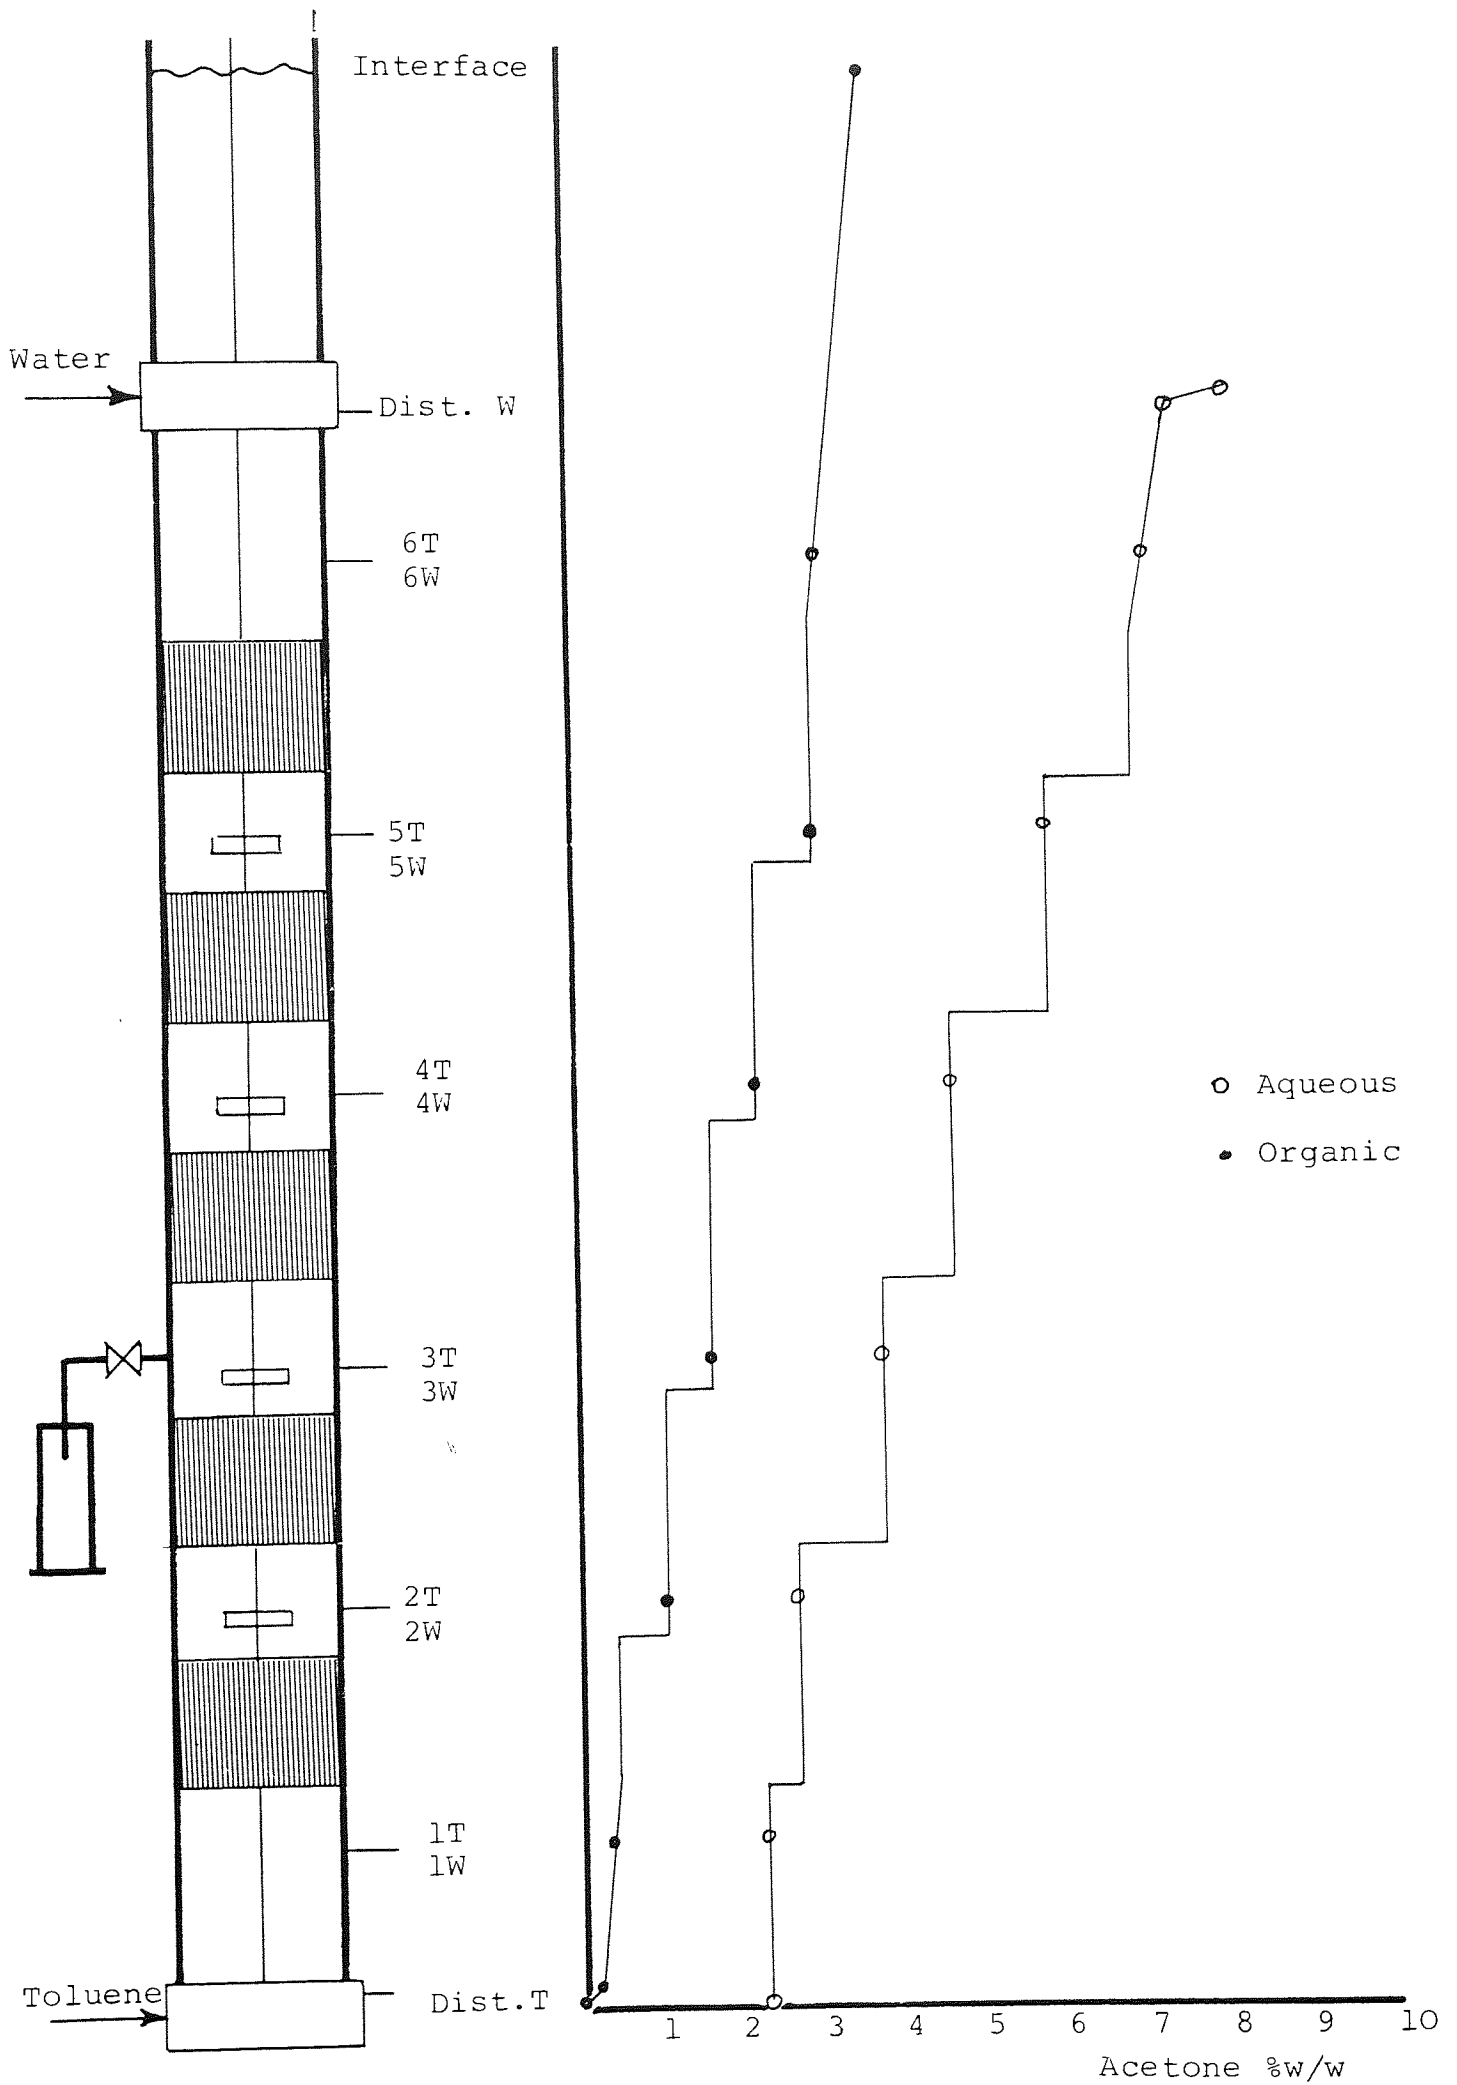 Interface
Water
Dist. W
6T
6W
5T
5W
4T
4W
Aqueous
Organic
3T
3W
2T
2W
1T
1W
Toluene
Dist.T
1 2 3 4 5 6 7 8 9 10
Acetone %w/w